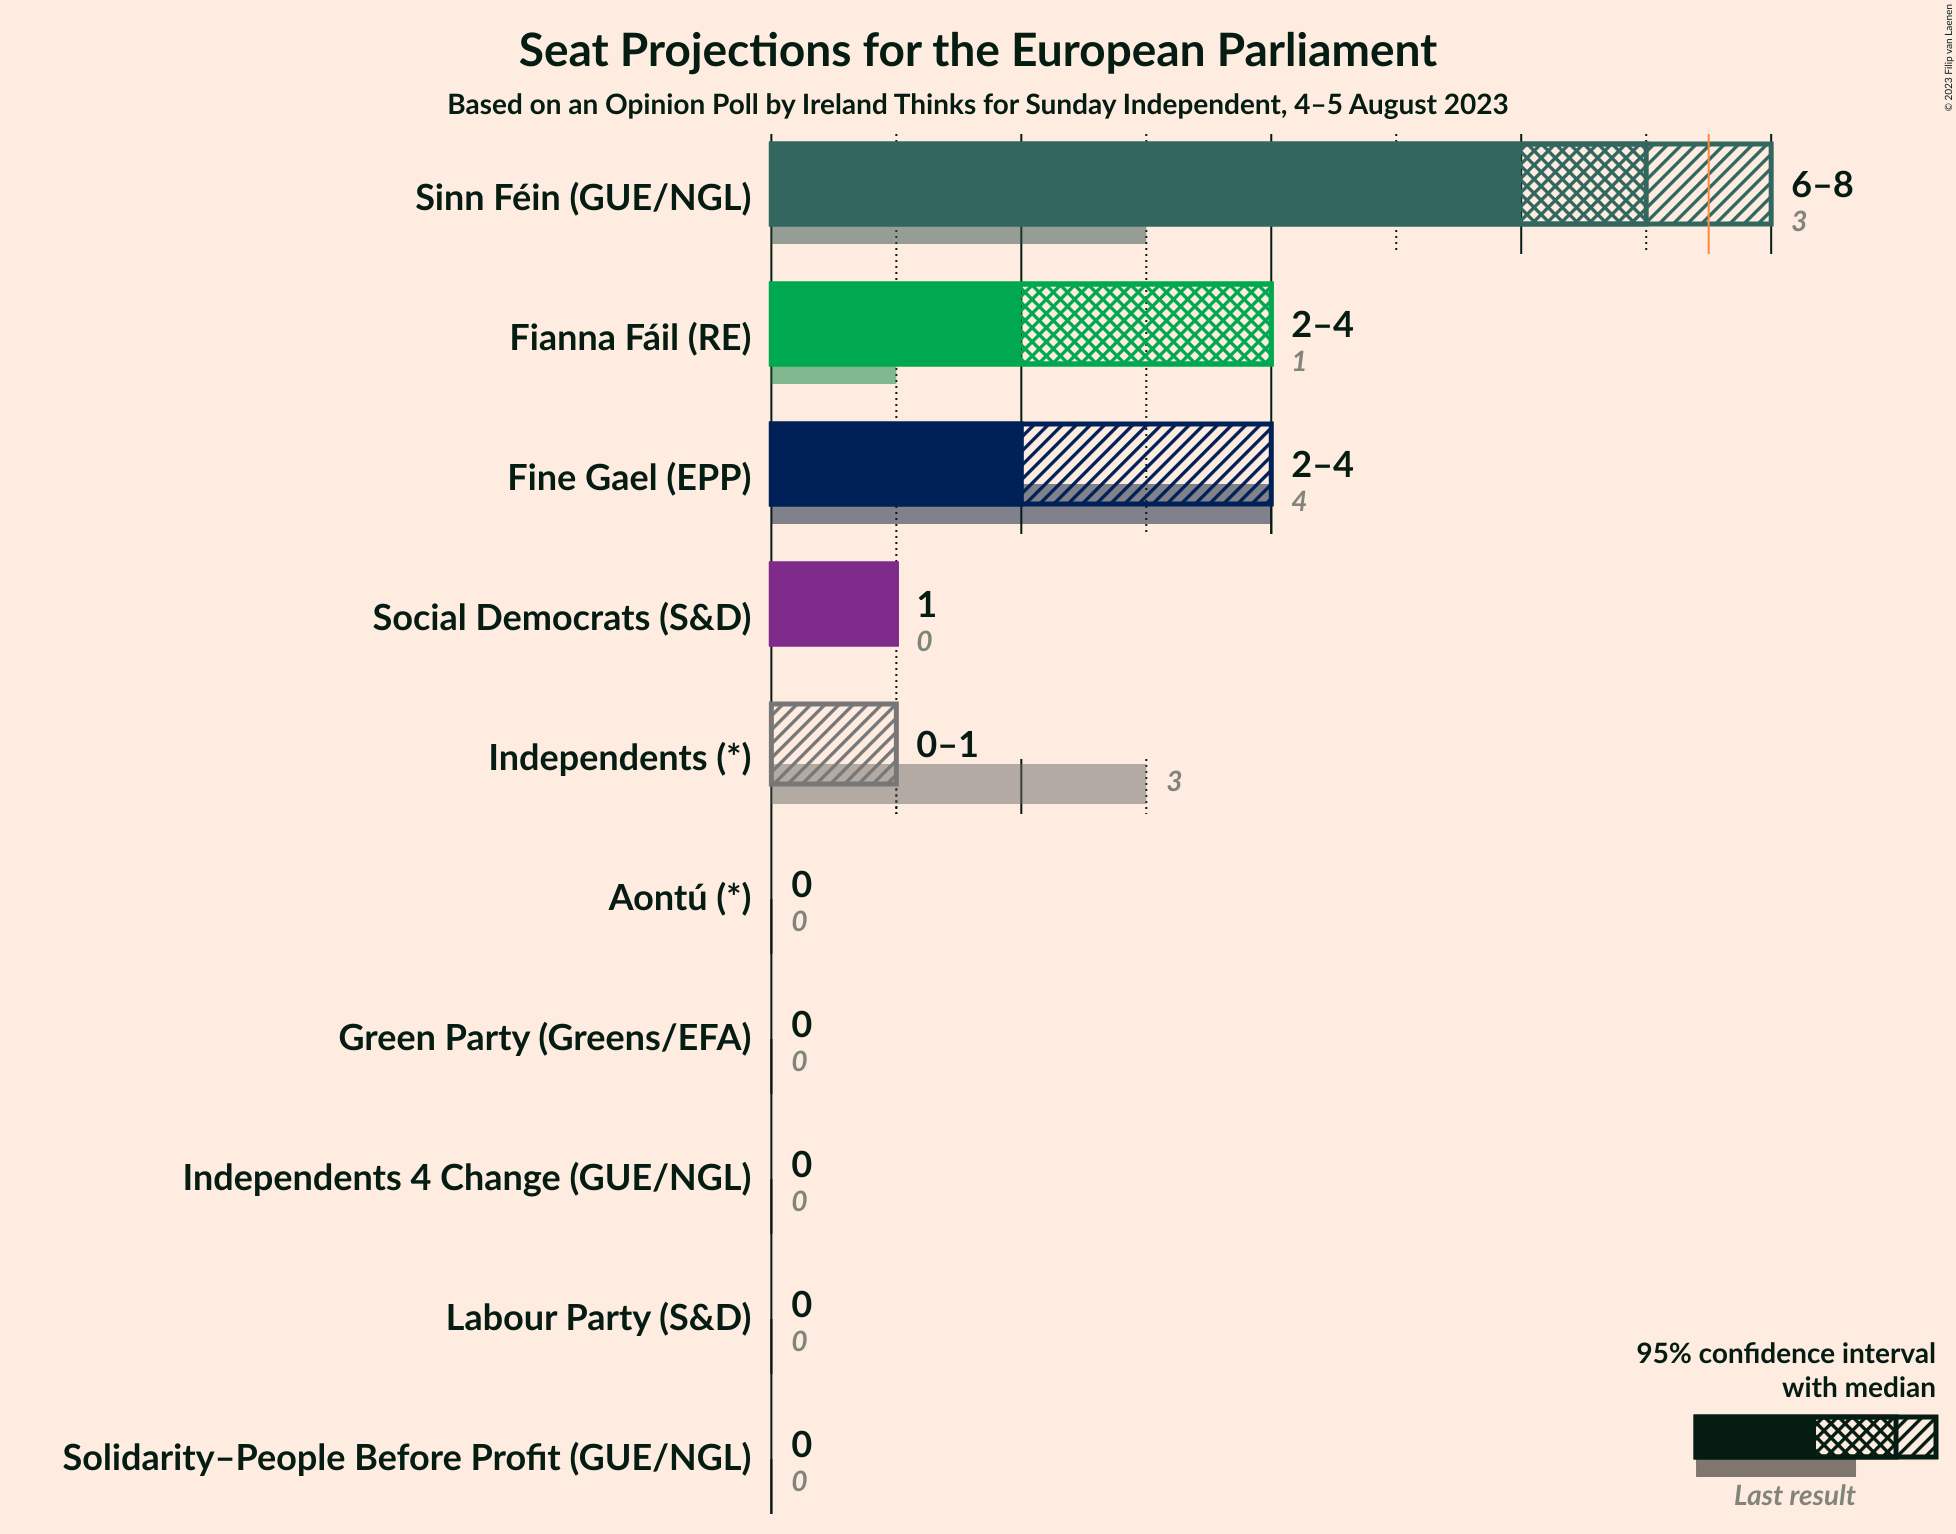 Seat Projections for the European Parliament
Based on an Opinion Poll by Ireland Thinks for Sunday Independent, 4–5 August 2023
© 2023 Filip van Laenen
Sinn Féin (GUE/NGL)
6–8
3
Fianna Fáil (RE)
2–4
1
Fine Gael (EPP)
2–4
4
Social Democrats (S&D)
1
0
Independents (*)
0–1
3
Aontú (*)
0
0
Green Party (Greens/EFA)
0
0
Independents 4 Change (GUE/NGL)
0
0
Labour Party (S&D)
0
0
Solidarity–People Before Profit (GUE/NGL)
0
0
95% confidence interval
with median
Last result